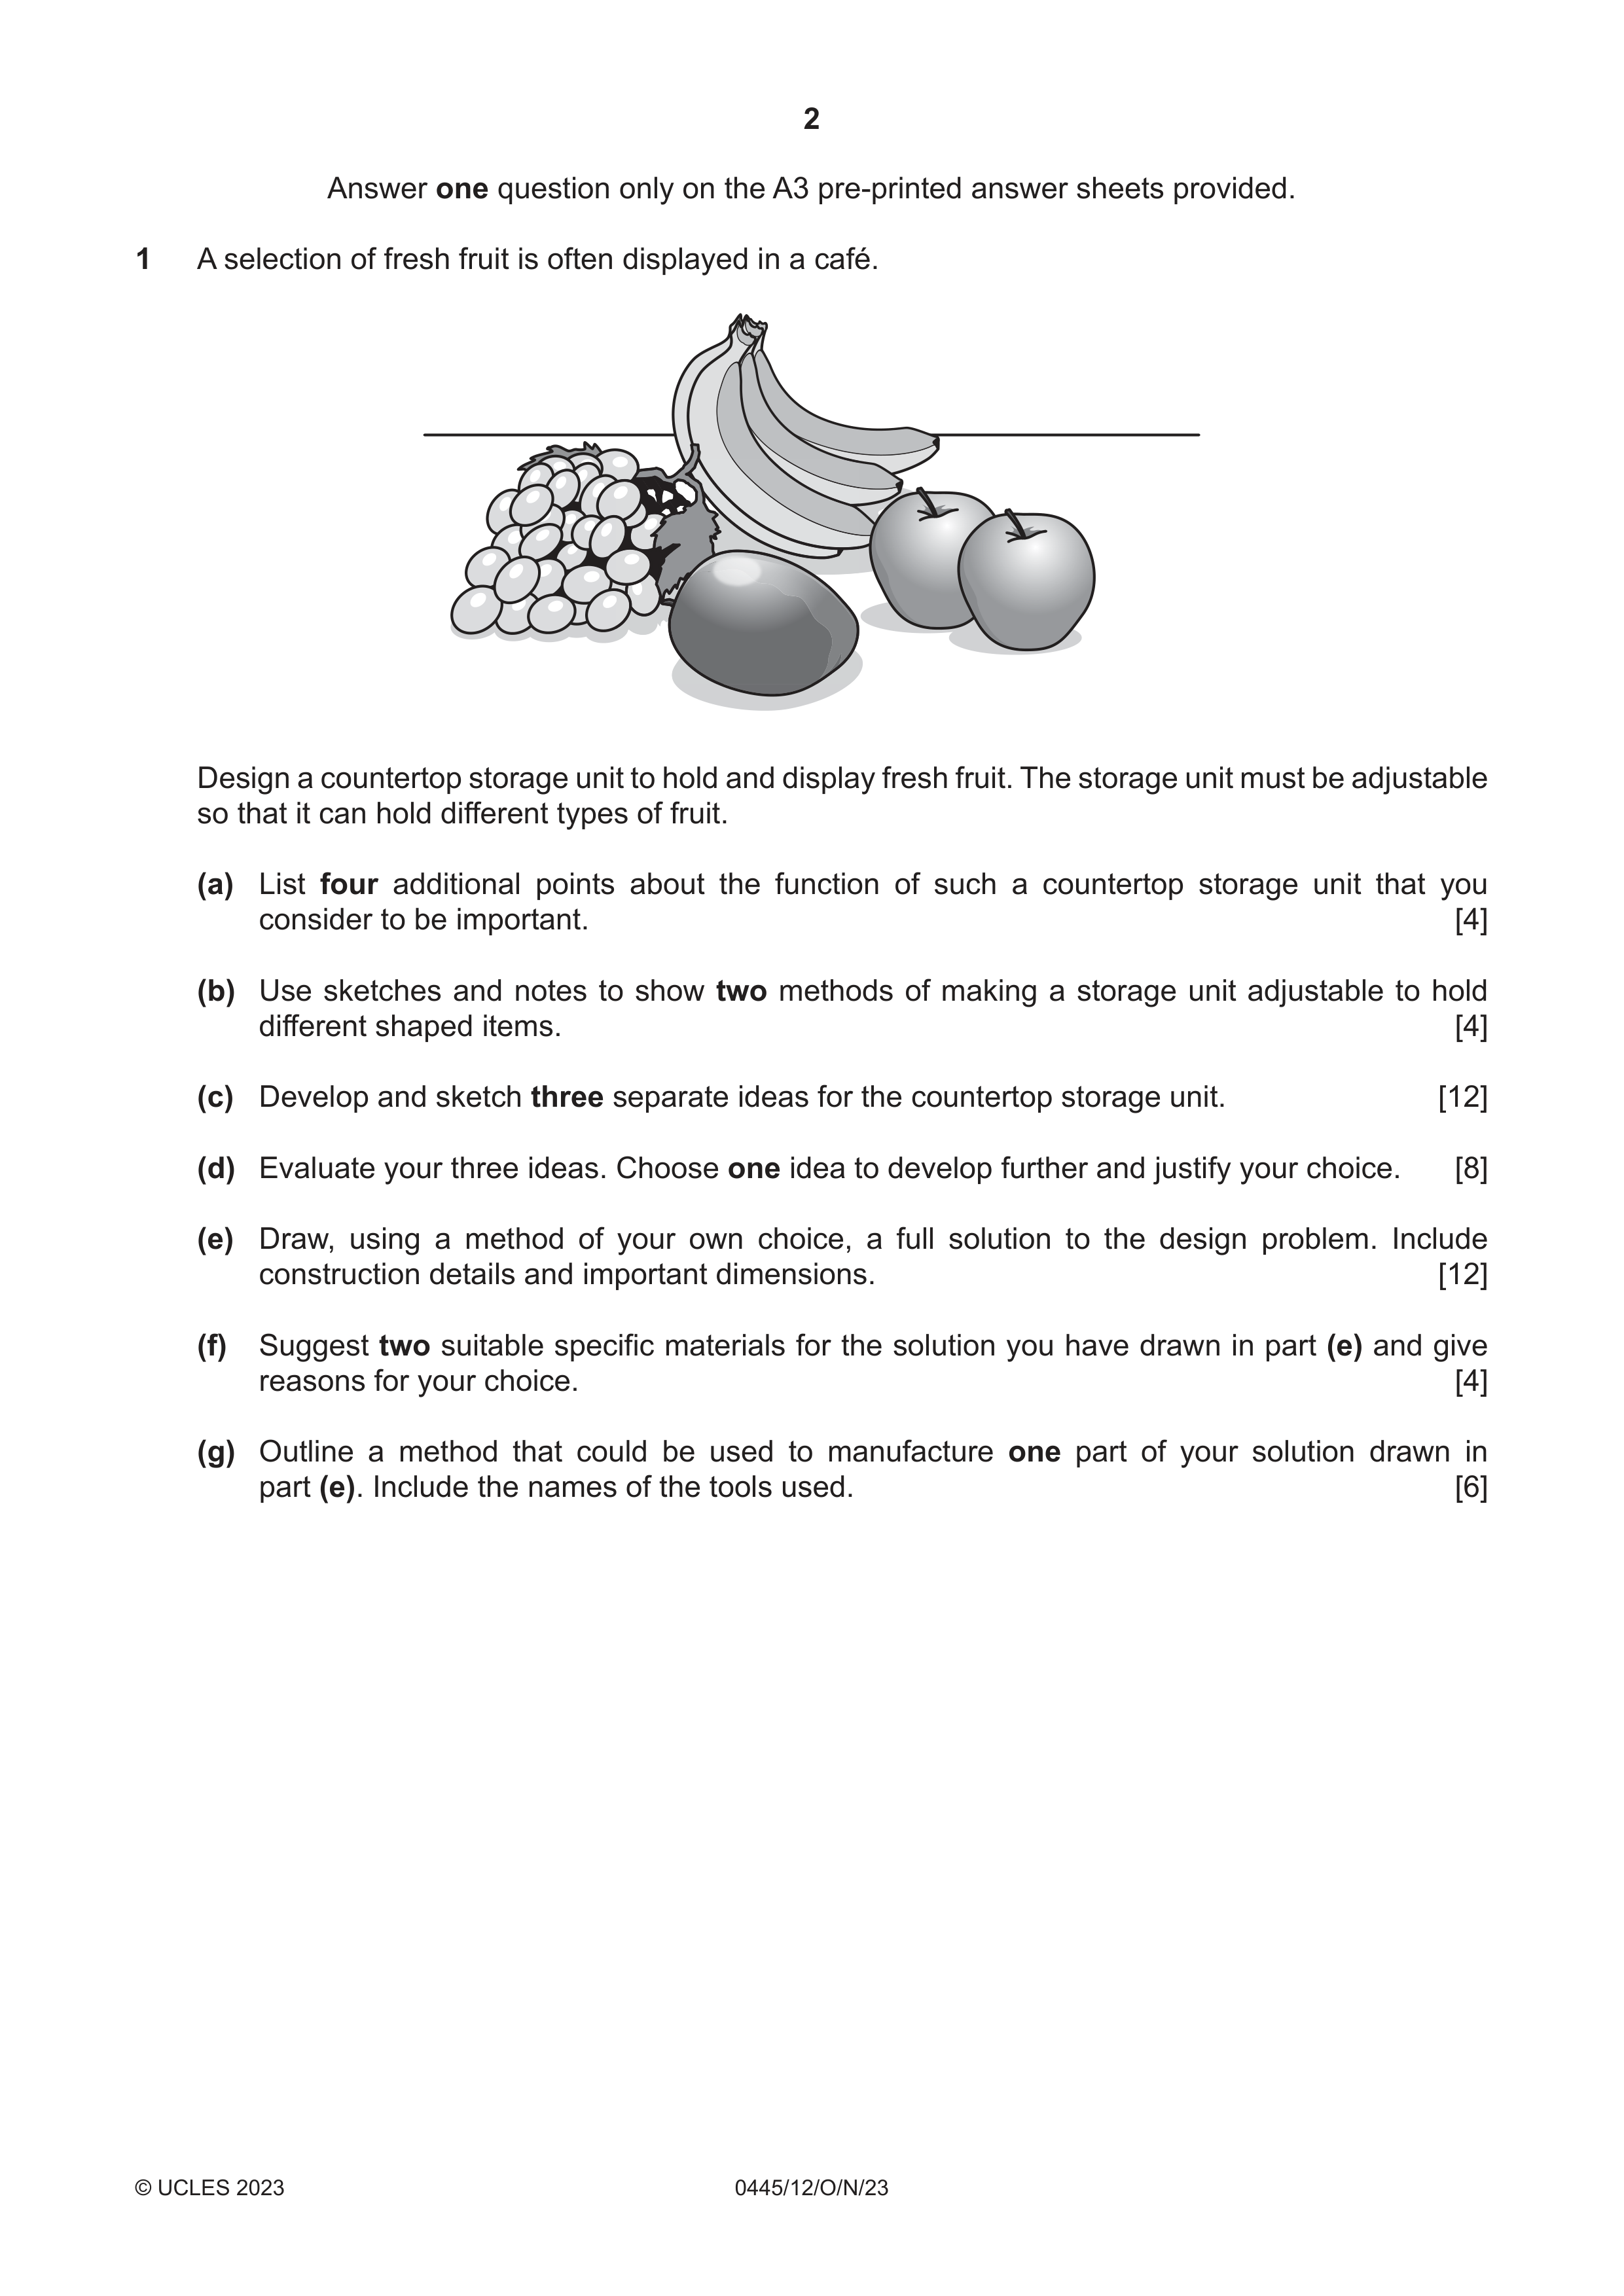 2
Answer one question only on the A3 pre-printed answer sheets provided.
1 A selection of fresh fruit is often displayed in a café.
Design a countertop storage unit to hold and display fresh fruit. The storage unit must be adjustable
so that it can hold different types of fruit.
(a) List four additional points about the function of such a countertop storage unit that you
consider to be important. [4]
(b) Use sketches and notes to show two methods of making a storage unit adjustable to hold
different shaped items. [4]
(c) Develop and sketch three separate ideas for the countertop storage unit. [12]
(d) Evaluate your three ideas. Choose one idea to develop further and justify your choice. [8]
(e) Draw, using a method of your own choice, a full solution to the design problem. Include
construction details and important dimensions. [12]
(f) Suggest two suitable specific materials for the solution you have drawn in part (e) and give
reasons for your choice. [4]
(g) Outline a method that could be used to manufacture one part of your solution drawn in
part (e). Include the names of the tools used. [6]
© UCLES 2023 0445/12/O/N/23